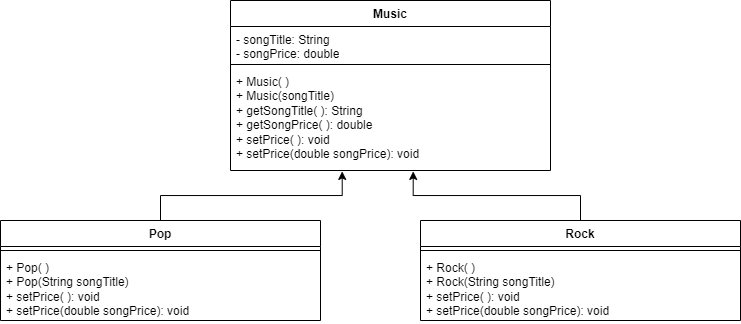 Music
- songTitle: String
- songPrice: double
+ Music( )
+ Music(songTitle)
+ getSongTitle( ): String
+ getSongPrice( ): double
+ setPrice( ): void
+ setPrice(double songPrice): void
Pop
+ Pop( )
+ Pop(String songTitle)
+ setPrice( ): void
+ setPrice(double songPrice): void
Rock
+ Rock( )
+ Rock(String songTitle)
+ setPrice( ): void
+ setPrice(double songPrice): void